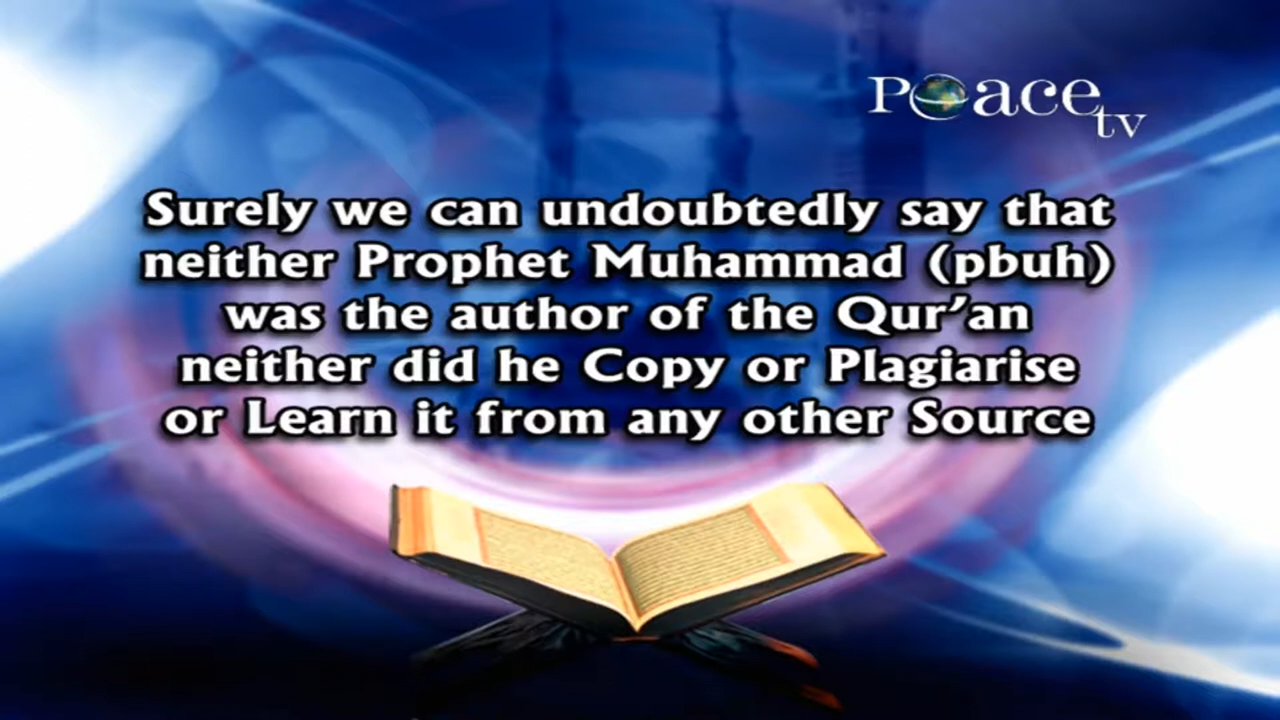 Peace tv
Surely we can undoubtedly say that
neither Prophet Muhammad (pbuh)
was the author of the Qur’an
neither did he Copy or Plagiarise
or Learn it from any other Source